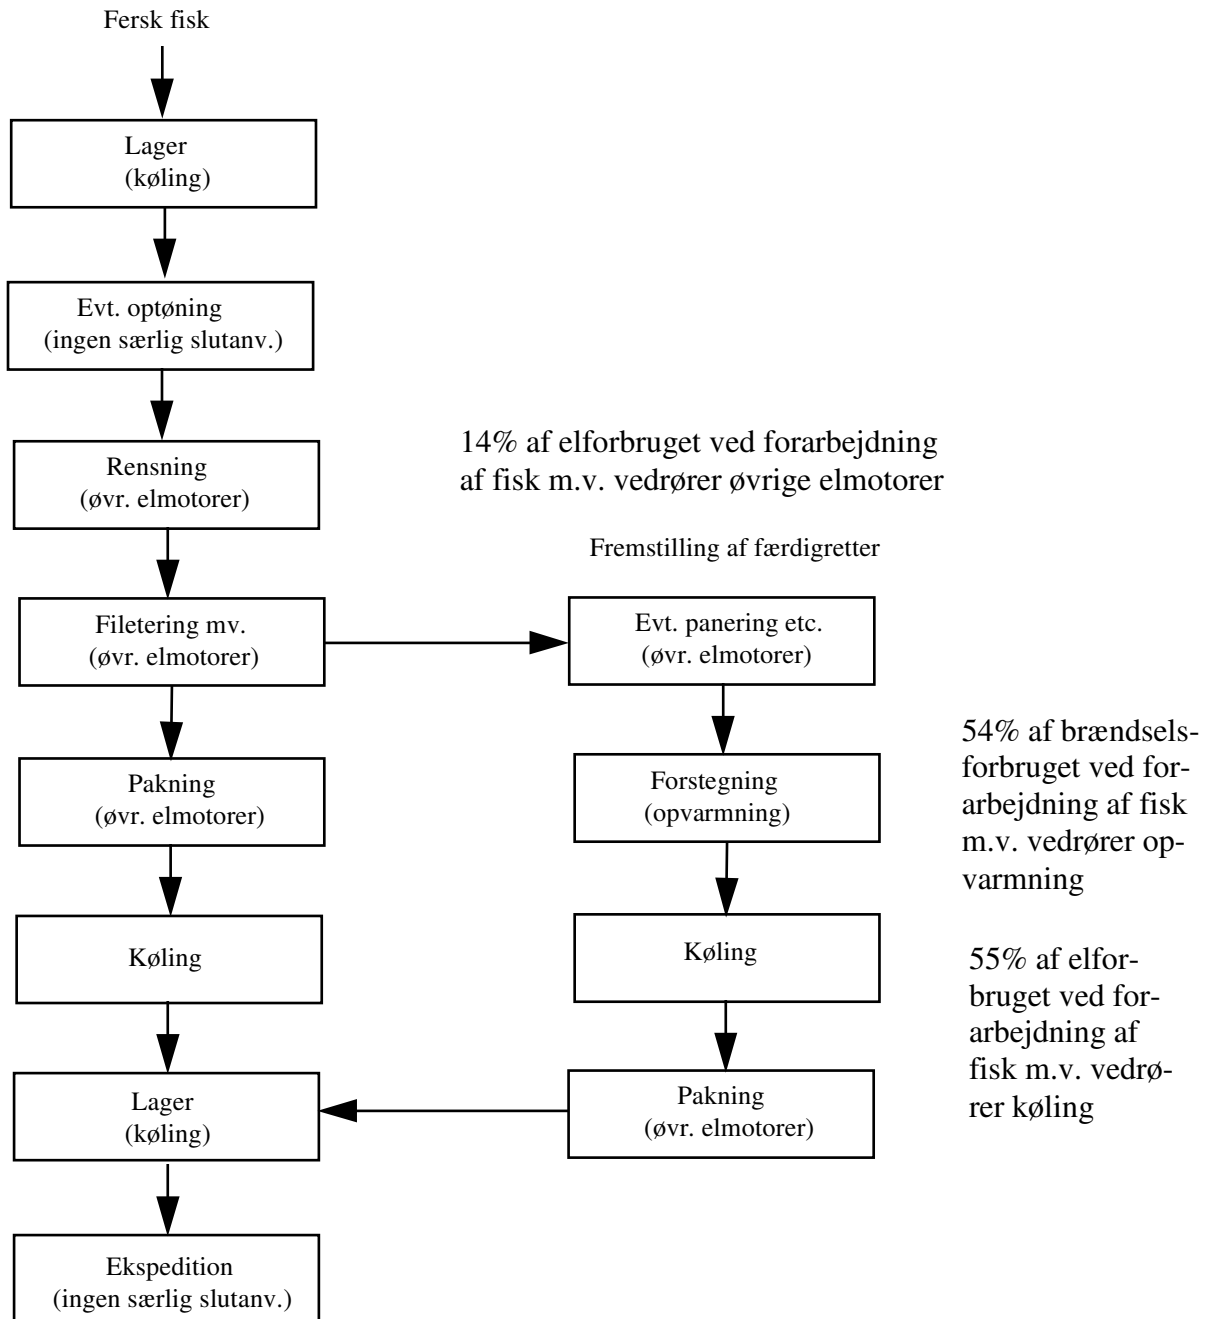 Fersk fisk
Lager
(køling)
Evt. optøning
(ingen særlig slutanv.)
Rensning
(øvr. elmotorer)
14% af elforbruget ved forarbejdning
af fisk m.v. vedrører øvrige elmotorer
Fremstilling af færdigretter
Filetering mv.
(øvr. elmotorer)
Evt. panering etc.
(øvr. elmotorer)
Pakning
(øvr. elmotorer)
Forstegning
(opvarmning)
54% af brændsels-
forbruget ved for-
arbejdning af fisk
m.v. vedrører op-
varmning
Køling
Køling
55% af elfor-
bruget ved for-
arbejdning af
fisk m.v. vedrø-
rer køling
Lager
(køling)
Pakning
(øvr. elmotorer)
Ekspedition
(ingen særlig slutanv.)